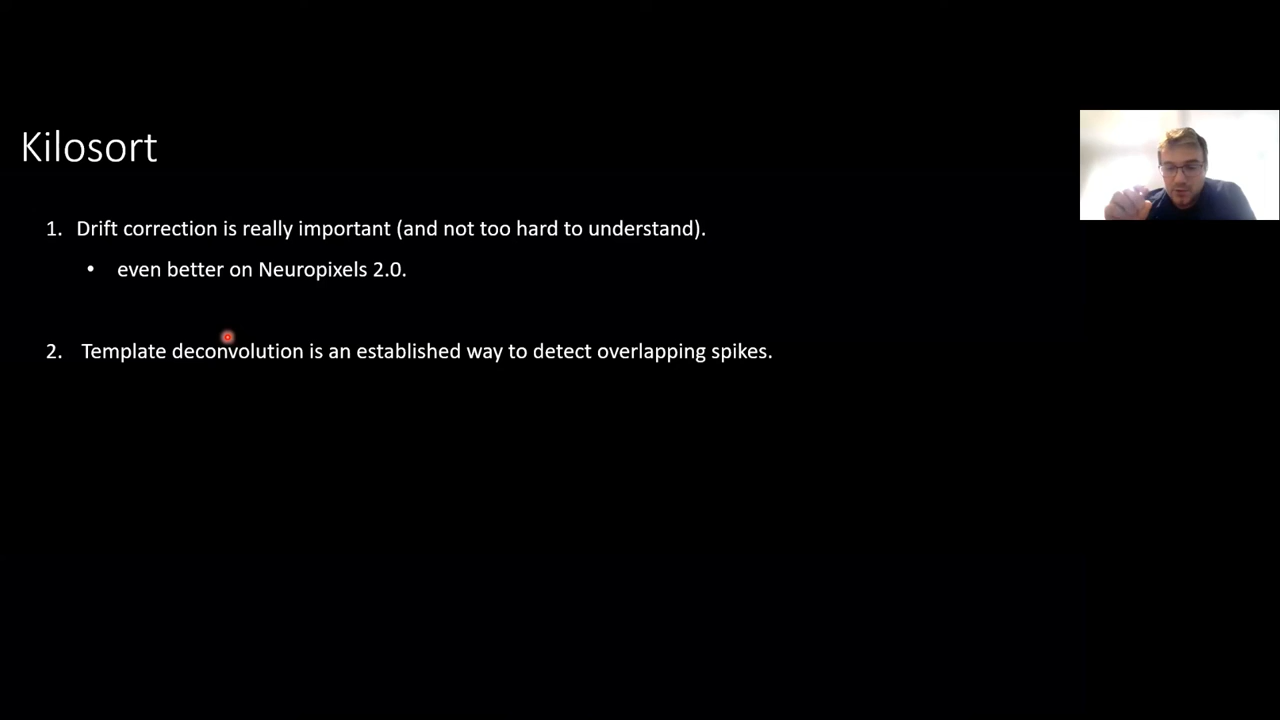 Kilosort
1. Drift correction is really important (and not too hard to understand).
• even better on Neuropixels 2.0.
2. Template deconvolution is an established way to detect overlapping spikes.